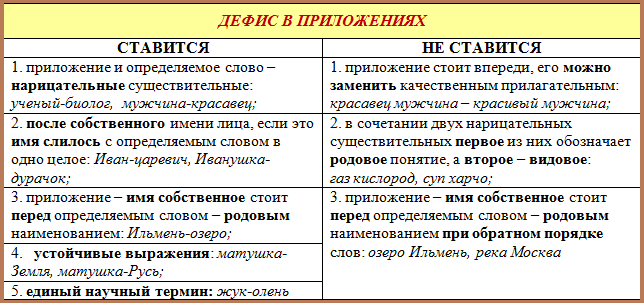 ДЕФИС В ПРИЛОЖЕНИЯХ
СТАВИТСЯ
1. приложение и определяемое слово –
нарицательные существительные:
ученый-биолог, мужчина-красавец;
2. после собственного имени лица, если это
имя слилось с определяемым словом в
одно целое: Иван-царевич, Иванушка-
дурачок;
3. приложение – имя собственное стоит
перед определяемым словом – родовым
наименованием: Ильмень-озеро;
4. устойчивые выражения: матушка-
Земля, матушка-Русь;
5. единый научный термин: жук-олень
НЕ СТАВИТСЯ
1. приложение стоит впереди, его можно
заменить качественным прилагательным:
красавец мужчина – красивый мужчина;
2. в сочетании двух нарицательных
существительных первое из них обозначает
родовое понятие, а второе – видовое:
газ кислород, суп харчо;
3. приложение – имя собственное стоит
перед определяемым словом – родовым
наименованием при обратном порядке
слов: озеро Ильмень, река Москва